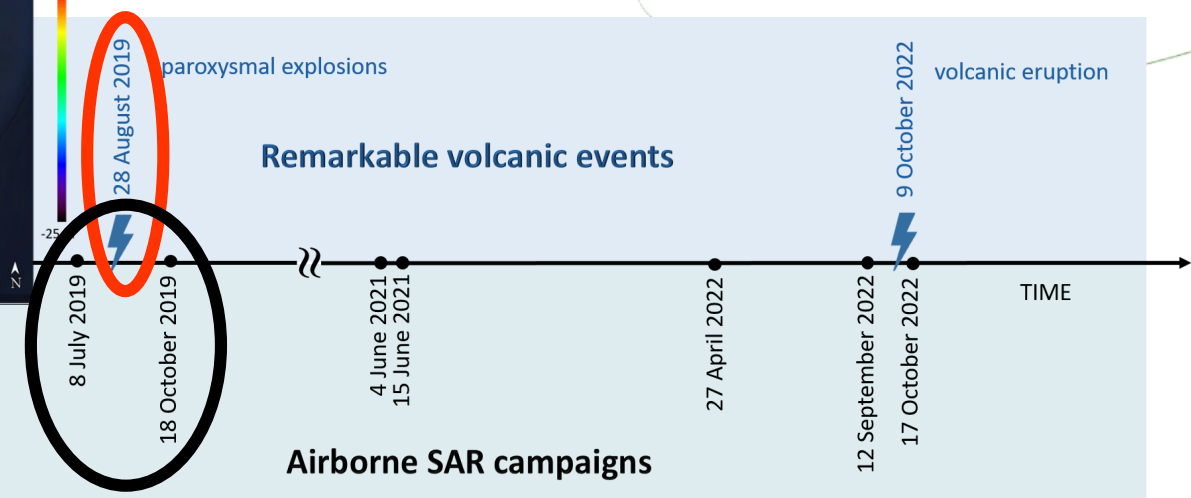 28 August 2019
paroxysmal explosions
9 October 2022
volcanic eruption
Remarkable volcanic events
-25
N
8 July 2019
18 October 2019
4 June 2021
15 June 2021
27 April 2022
12 September 2022
17 October 2022
TIME
Airborne SAR campaigns